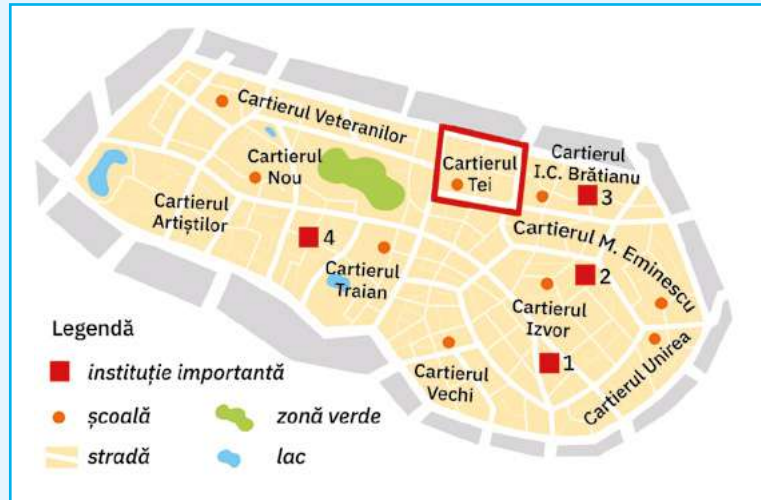 Cartierul Veteranilor
Cartierul
Nou
Cartierul
Tei
Cartierul
I.C. Brătianu
3
Cartierul
Artiștilor
4
Cartierul M. Eminescu
Cartierul
Traian
2
Cartierul
Izvor
Cartierul
Vechi
1
Cartierul Unirea
Legendă
instituție importantă
școală
zonă verde
stradă
lac